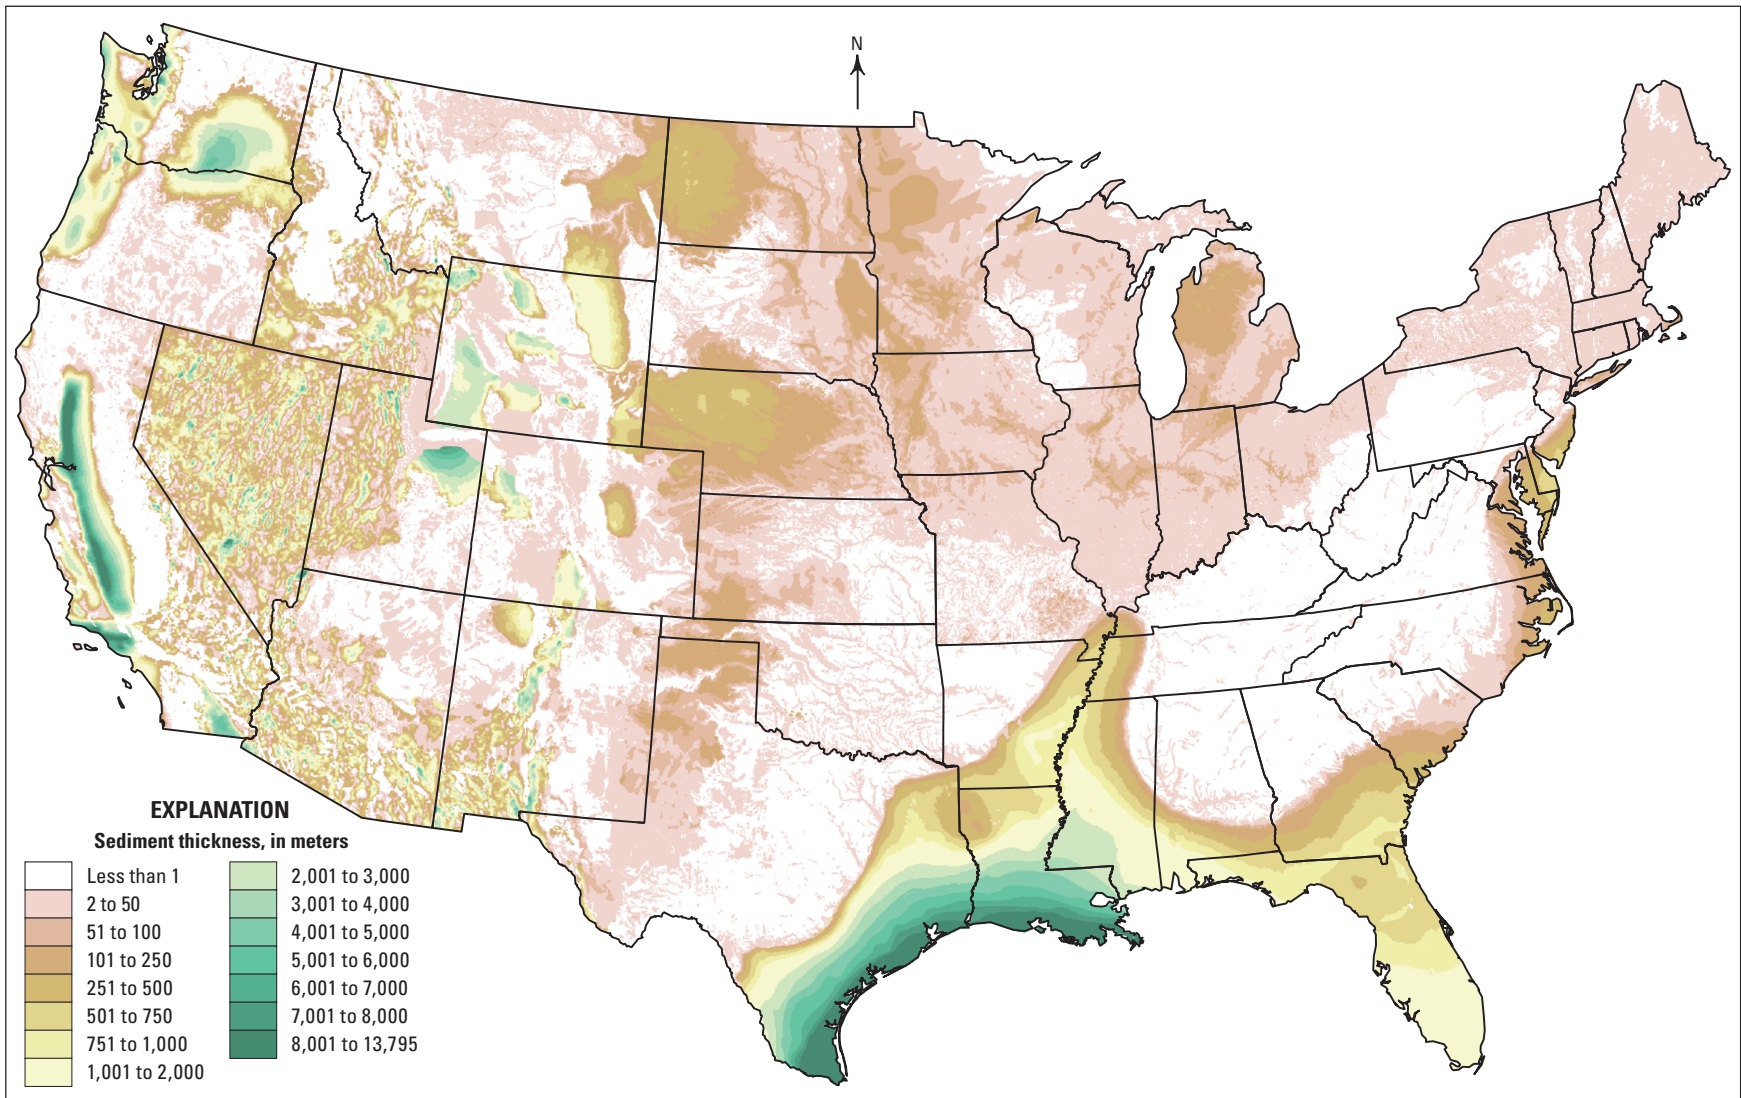 N
EXPLANATION
Sediment thickness, in meters
Less than 1
2 to 50
51 to 100
101 to 250
251 to 500
501 to 750
751 to 1,000
1,001 to 2,000
2,001 to 3,000
3,001 to 4,000
4,001 to 5,000
5,001 to 6,000
6,001 to 7,000
7,001 to 8,000
8,001 to 13,795